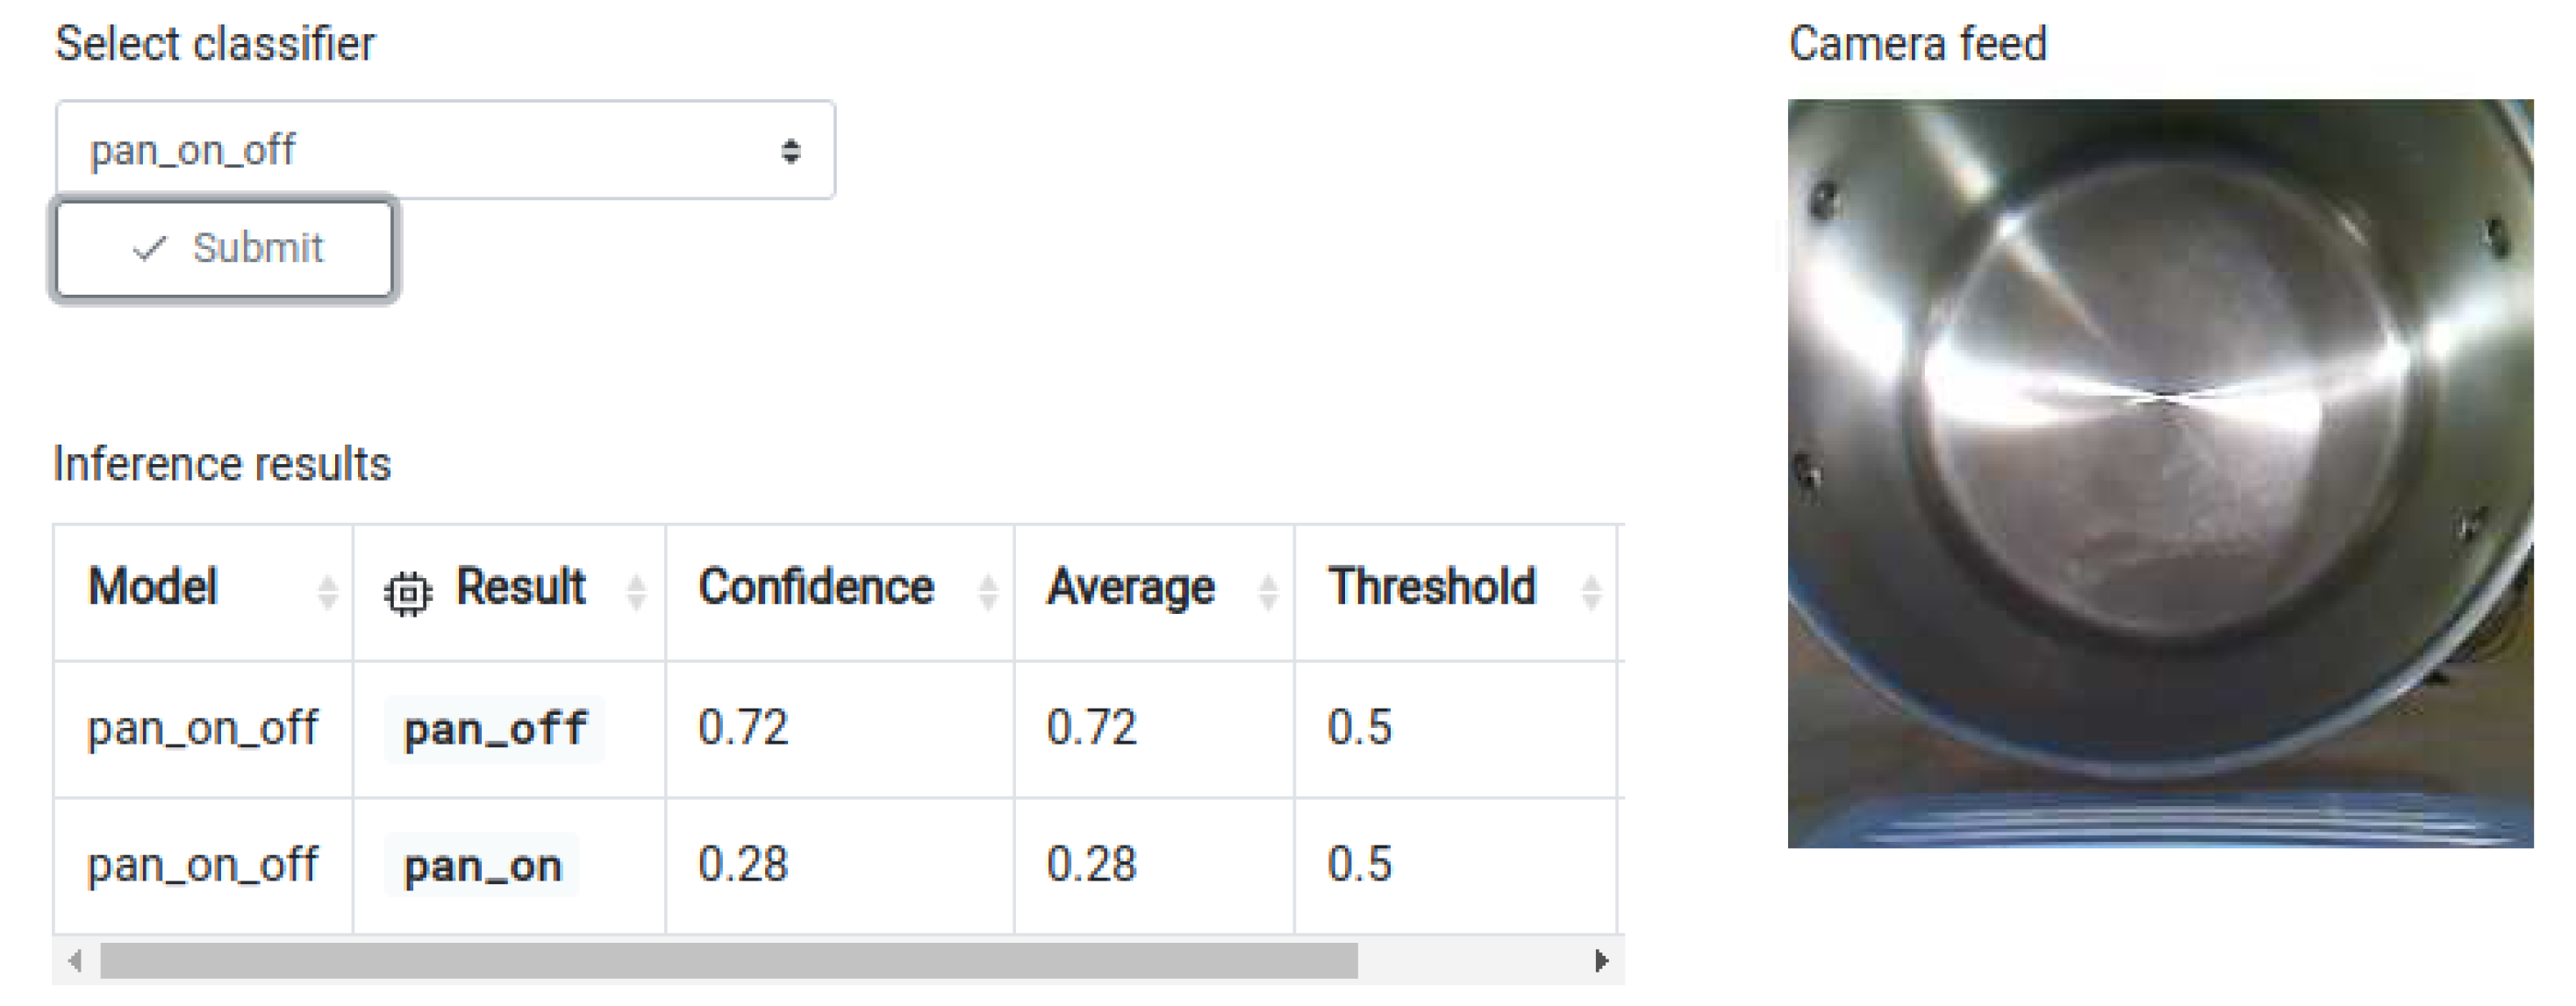 Select classifier
Camera feed
pan_on_off
Submit
Inference results
Model Result Confidence Average Threshold
pan_on_off pan_off 0.72 0.72 0.5
pan_on_off pan_on 0.28 0.28 0.5